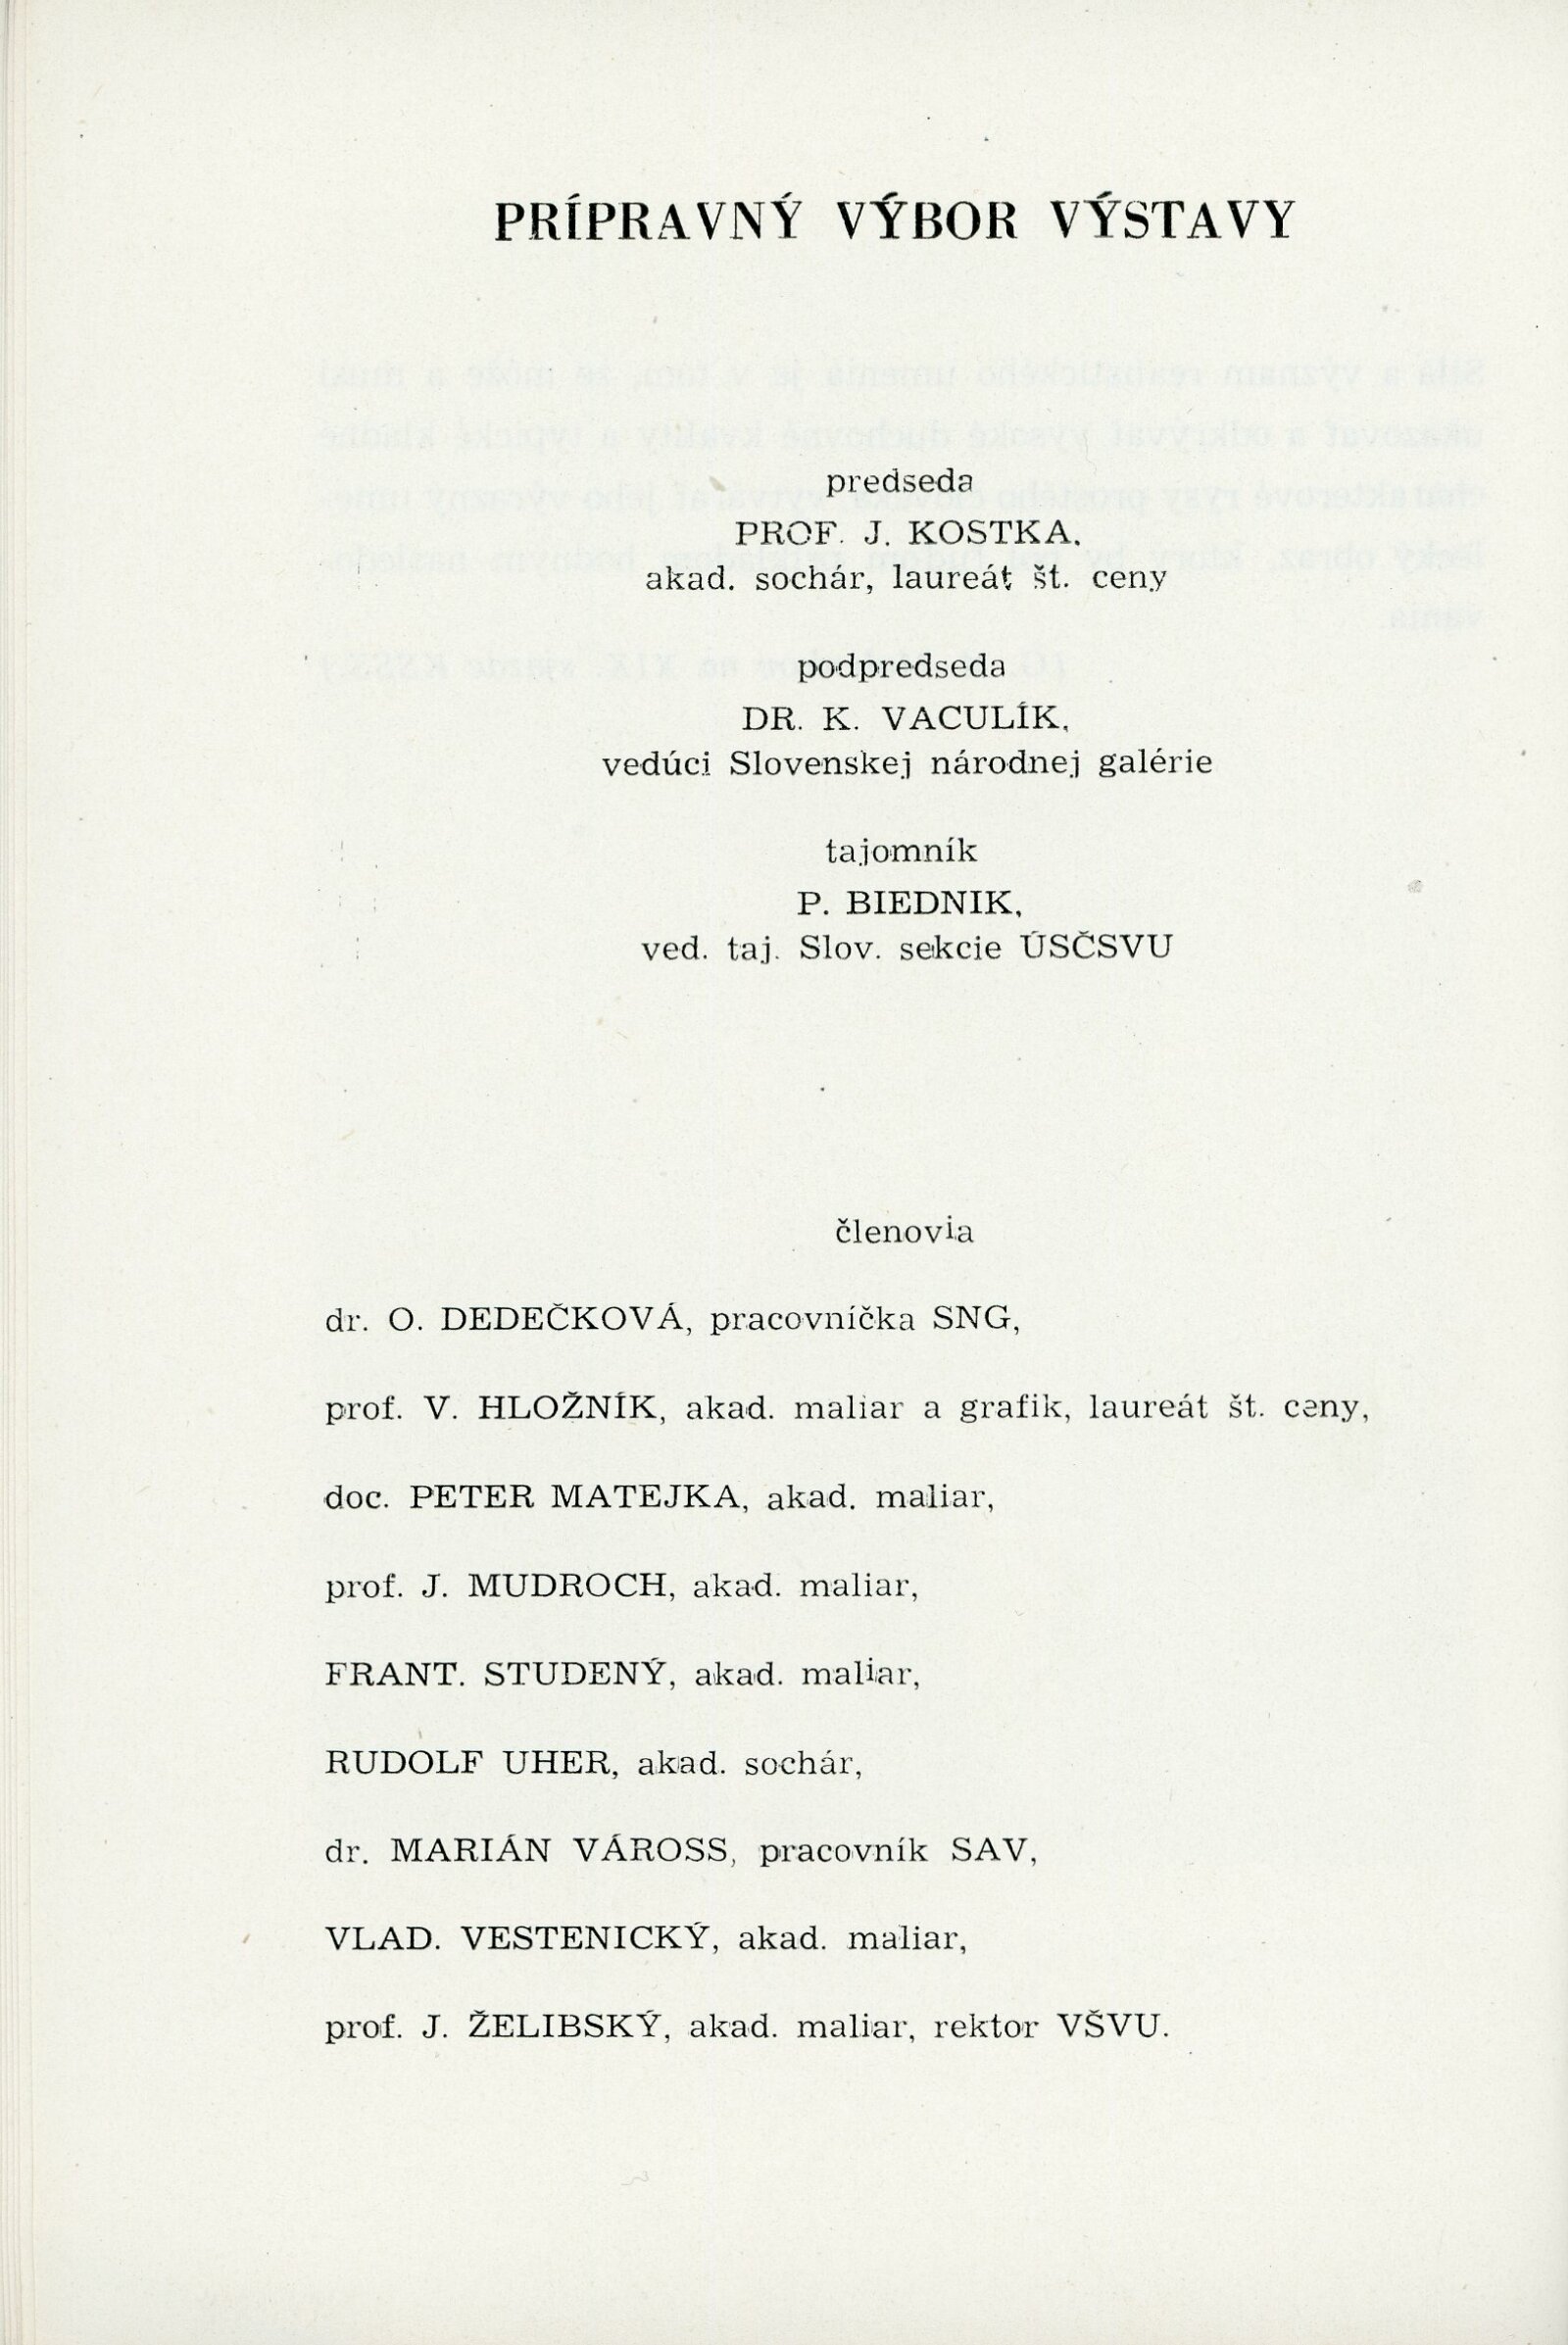 PRÍPRAVNÝ VÝBOR VÝSTAVY
predseda
PROF. J. KOSTKA,
akad. sochár, laureát št. ceny
podpredseda
DR. K. VACULÍK,
vedúci Slovenskej národnej galérie
tajomník
P. BIEDNIK,
ved. taj. Slov. sekcie ÚSČSVU
členovia
dr. O. DEDEČKOVÁ, pracovníčka SNG,
prof. V. HLOŽNÍK, akad. maliar a grafik, laureát št. ceny,
doc. PETER MATEJKA, akad. maliar,
prof. J. MUDROCH, akad. maliar,
FRANT. STUDENÝ, akad. maliar,
RUDOLF UHER, akad. sochár,
dr. MARIÁN VÁROSS, pracovník SAV,
VLAD. VESTENICKÝ, akad. maliar,
prof. J. ŽELIBSKÝ, akad. maliar, rektor VŠVU.